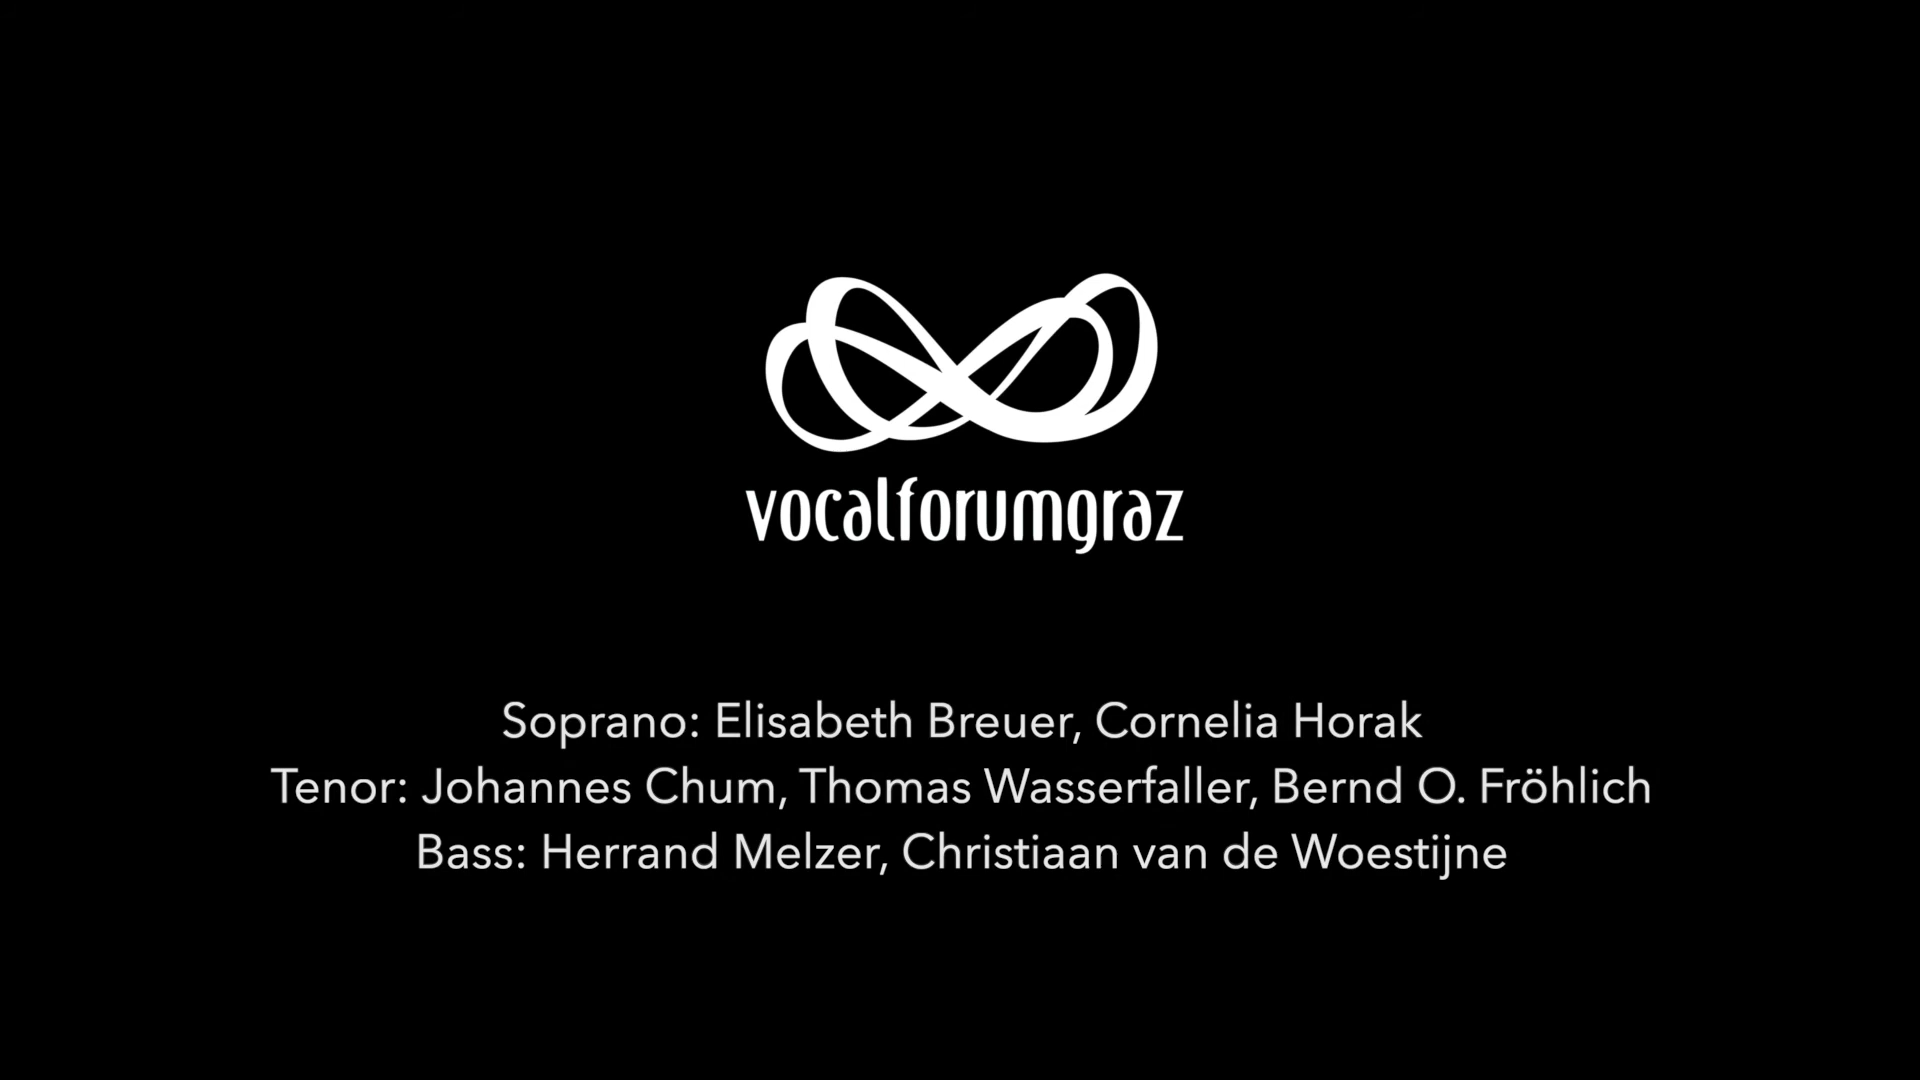 vocalforumgraz
Soprano: Elisabeth Breuer, Cornelia Horak
Tenor: Johannes Chum, Thomas Wasserfaller, Bernd O. Fröhlich
Bass: Herrand Melzer, Christiaan van de Woestijne